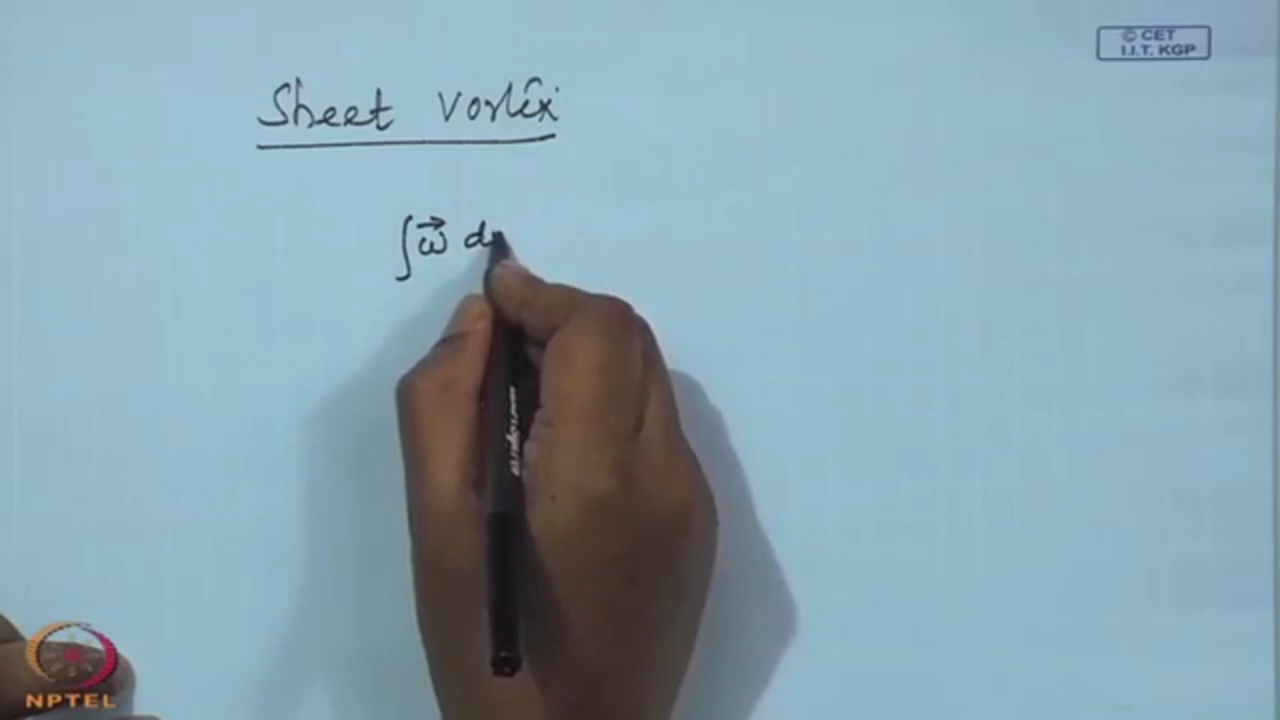 © CET
I.I.T. KGP
Sheet Vortex
∫ω⃗ d
NPTEL